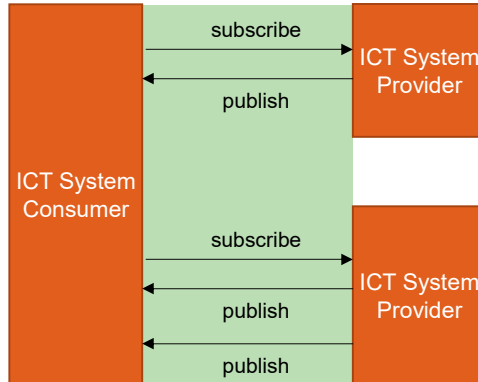 subscribe
ICT System
Provider
publish
ICT System
Consumer
subscribe
ICT System
Provider
publish
publish